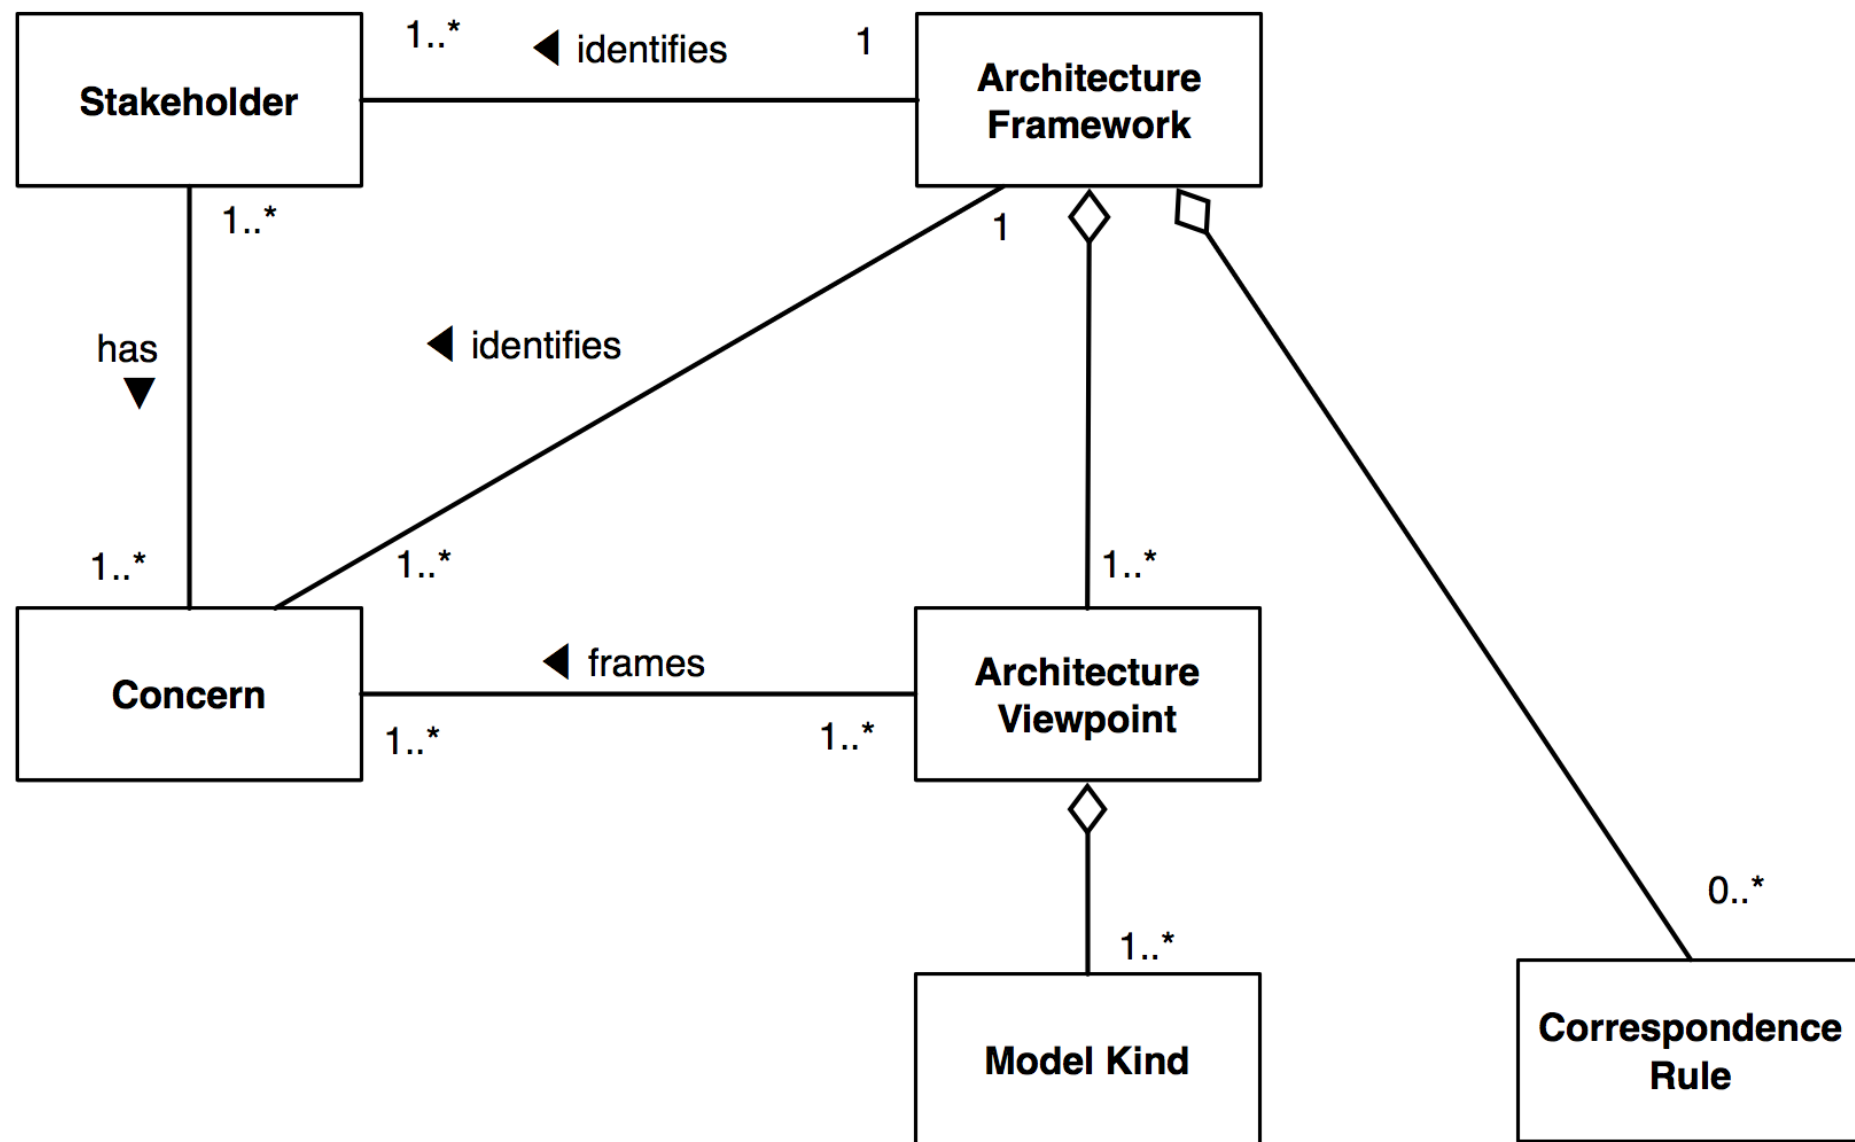 1..*
◀ identifies
1
Stakeholder
Architecture
Framework
1..*
1
has
▼
◀ identifies
1..*
1..*
1..*
◀ frames
Concern
Architecture
Viewpoint
1..*
1..*
0..*
1..*
Model Kind
Correspondence
Rule